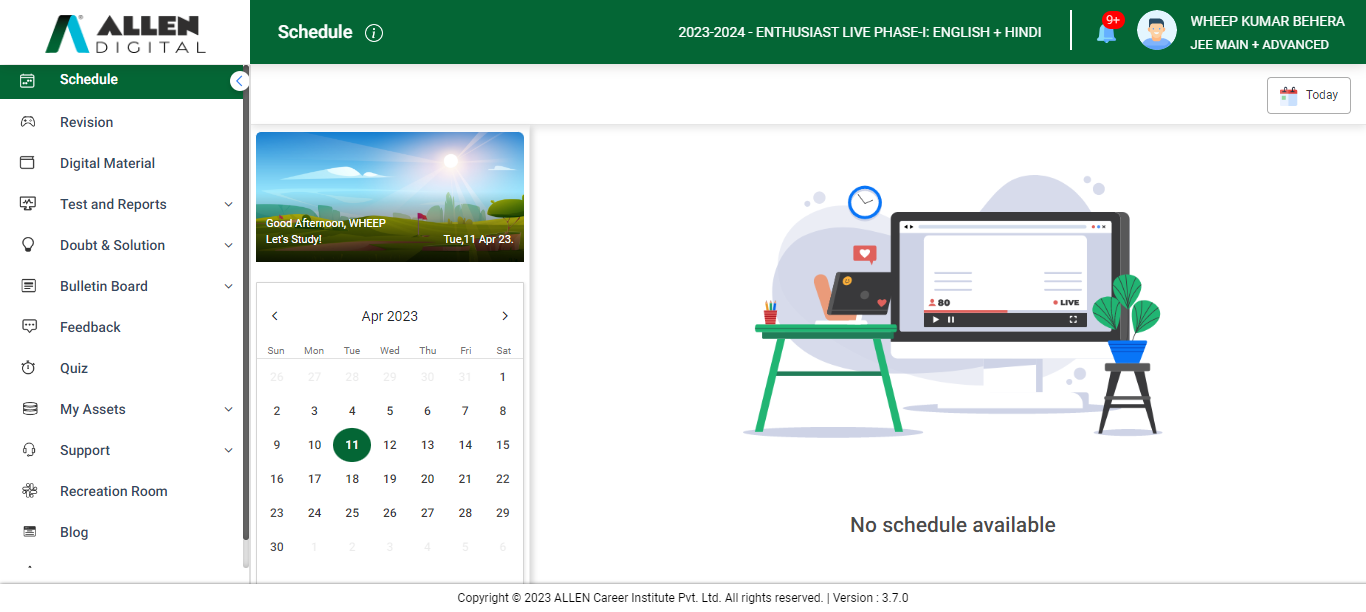 ALLEN
DIGITAL
Schedule
2023-2024 - ENTHUSIAST LIVE PHASE-I: ENGLISH + HINDI
9+
WHEEP KUMAR BEHERA
JEE MAIN + ADVANCED
Schedule
Revision
Digital Material
Test and Reports
Doubt & Solution
Bulletin Board
Feedback
Quiz
My Assets
Support
Recreation Room
Blog
Today
Good Afternoon, WHEEP
Let's Study!
Tue,11 Apr 23.
Apr 2023
Sun Mon Tue Wed Thu Fri Sat
26 27 28 29 30 31 1
2 3 4 5 6 7 8
9 10 11 12 13 14 15
16 17 18 19 20 21 22
23 24 25 26 27 28 29
30 1 2 3 4 5 6
80
LIVE
No schedule available
Copyright © 2023 ALLEN Career Institute Pvt. Ltd. All rights reserved. | Version : 3.7.0